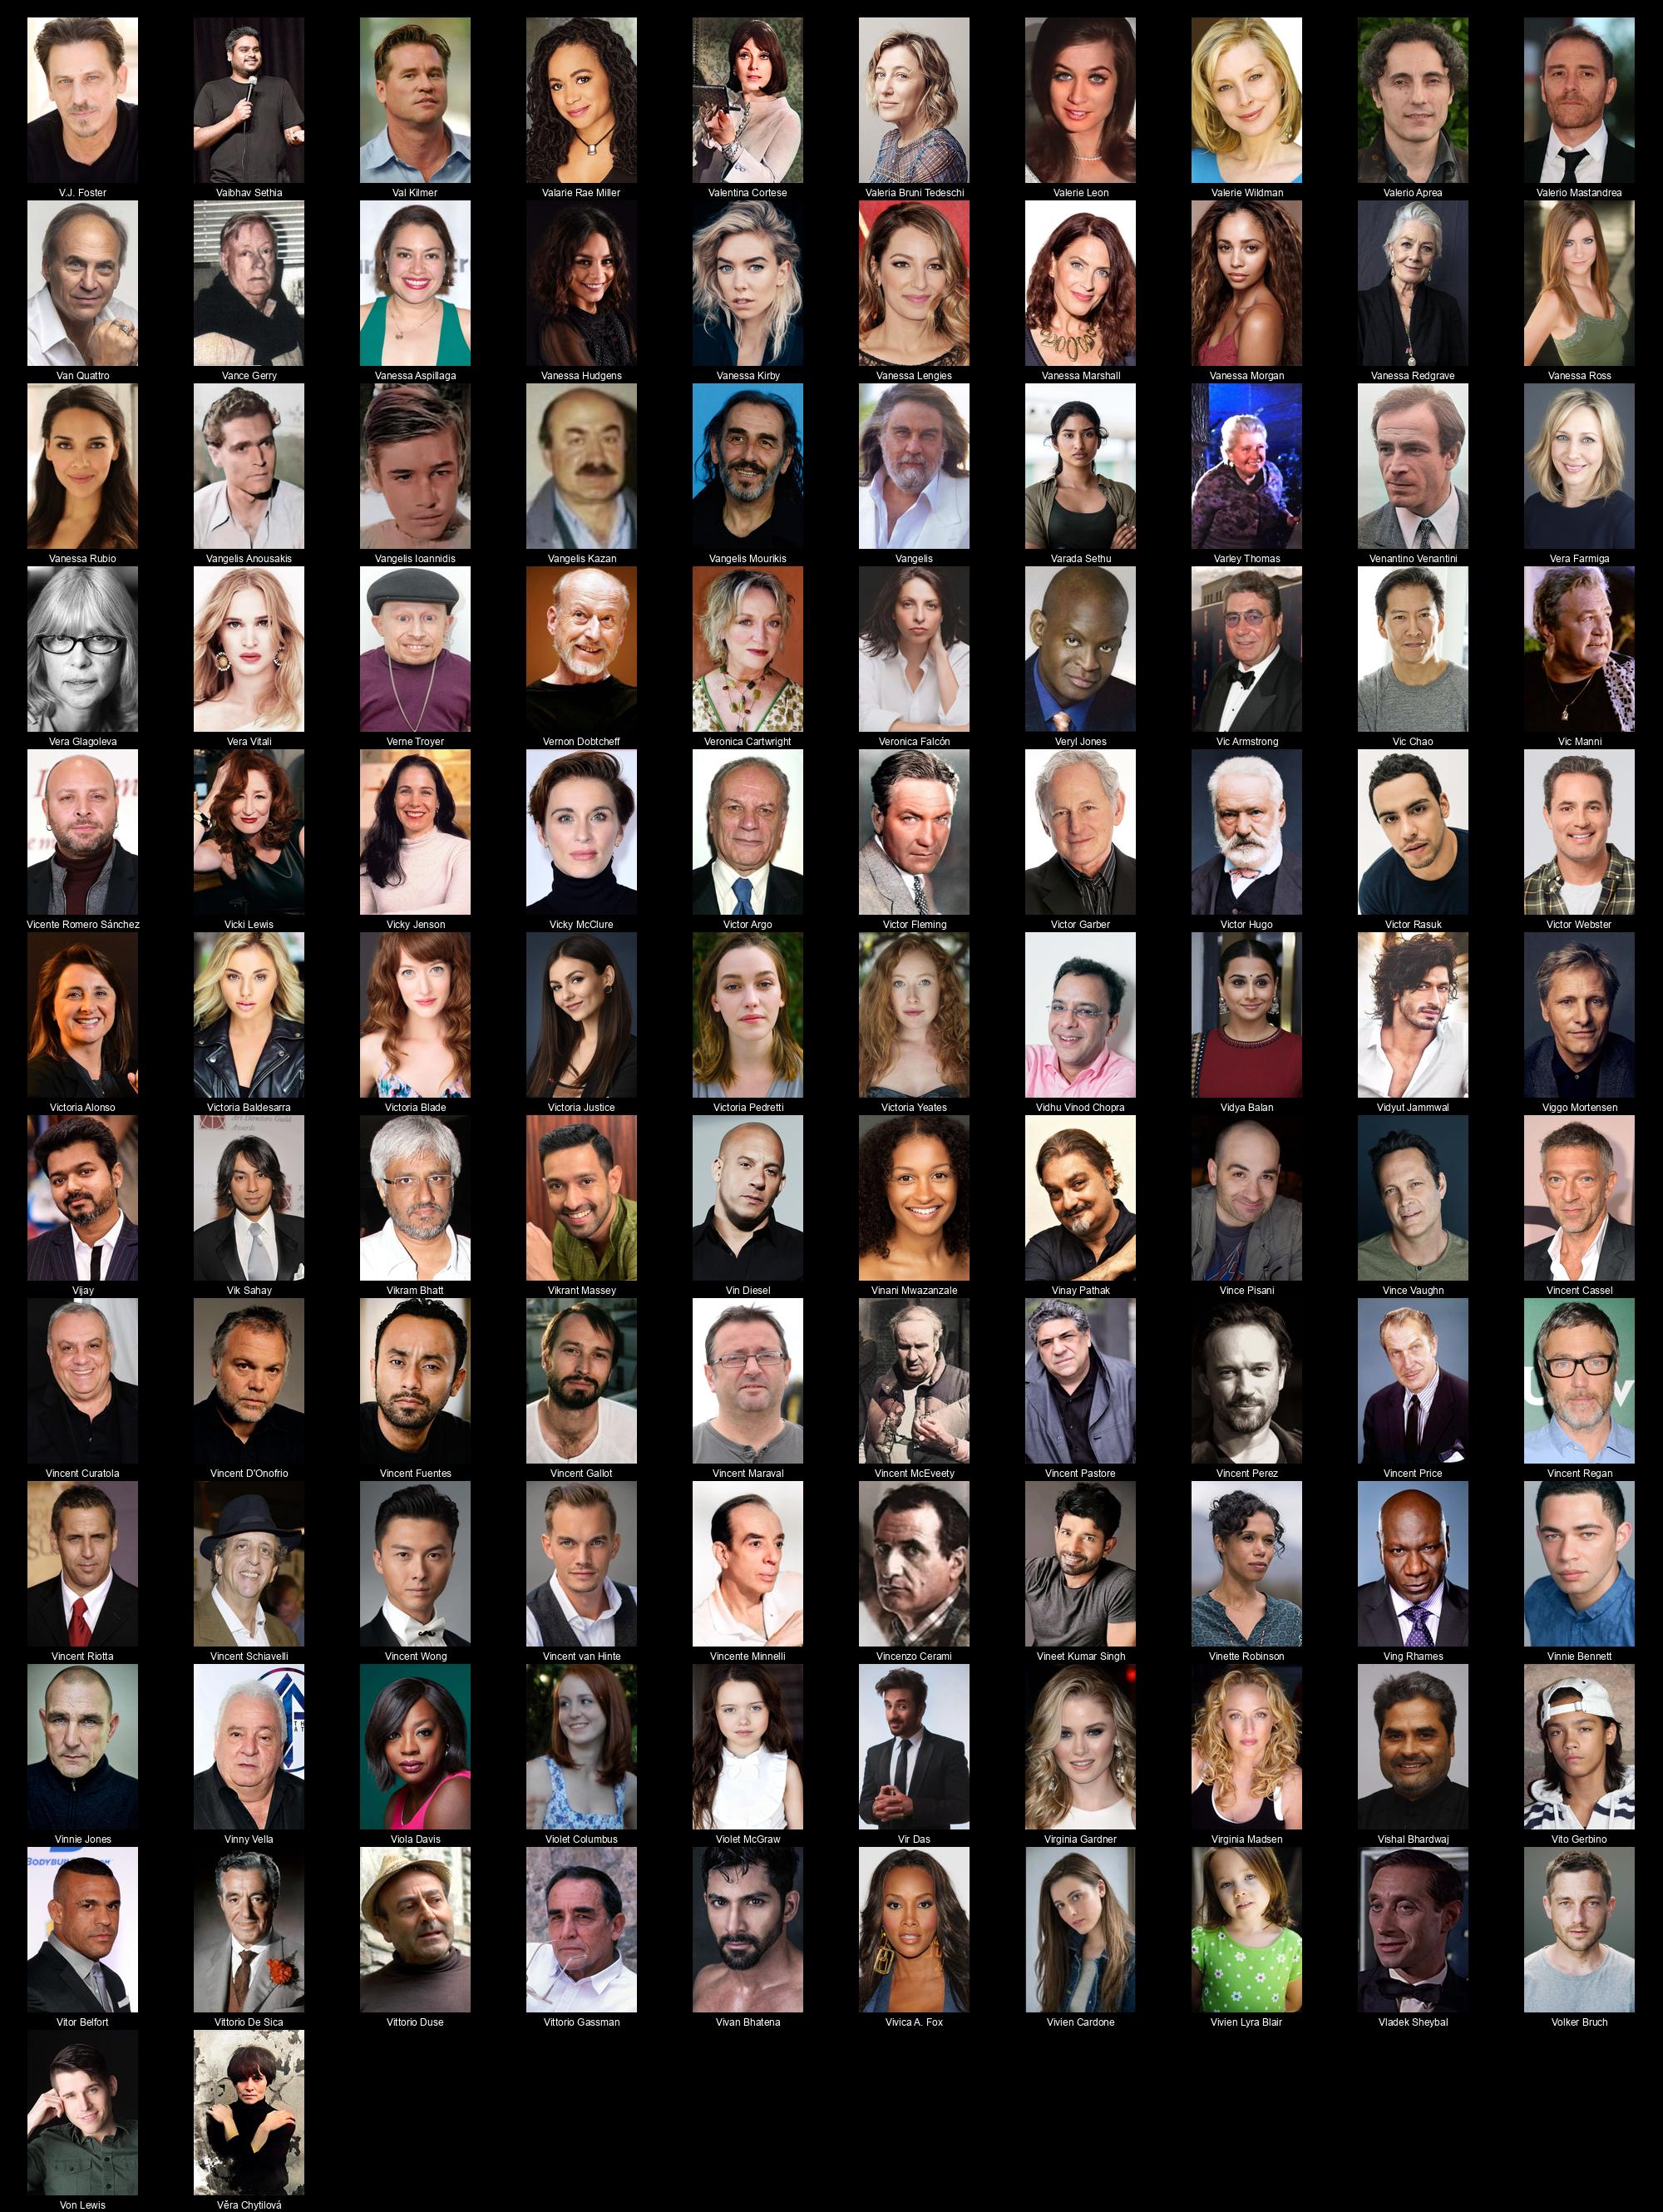 V.J. Foster
Vaibhav Sethia
Val Kilmer
Valarie Rae Miller
Valentina Cortese
Valeria Bruni Tedeschi
Valerie Leon
Valerie Wildman
Valerio Aprea
Valerio Mastandrea
Van Quattro
Vance Gerry
Vanessa Aspillaga
Vanessa Hudgens
Vanessa Kirby
Vanessa Lengies
Vanessa Marshall
Vanessa Morgan
Vanessa Redgrave
Vanessa Ross
Vanessa Rubio
Vangelis Anousakis
Vangelis Ioannidis
Vangelis Kazan
Vangelis Mourikis
Vangelis
Varada Sethu
Varley Thomas
Venantino Venantini
Vera Farmiga
Vera Glagoleva
Vera Vitali
Verne Troyer
Vernon Dobtcheff
Veronica Cartwright
Veronica Falcón
Veryl Jones
Vic Armstrong
Vic Chao
Vic Manni
Vicente Romero Sánchez
Vicki Lewis
Vicky Jenson
Vicky McClure
Victor Argo
Victor Fleming
Victor Garber
Victor Hugo
Victor Rasuk
Victor Webster
Victoria Alonso
Victoria Baldesarra
Victoria Blade
Victoria Justice
Victoria Pedretti
Victoria Yeates
Vidhu Vinod Chopra
Vidya Balan
Vidyut Jammwal
Viggo Mortensen
Vijay
Vik Sahay
Vikram Bhatt
Vikrant Massey
Vin Diesel
Vinani Mwazanzale
Vinay Pathak
Vince Pisani
Vince Vaughn
Vincent Cassel
Vincent Curatola
Vincent D'Onofrio
Vincent Fuentes
Vincent Gallot
Vincent Maraval
Vincent McEveety
Vincent Pastore
Vincent Perez
Vincent Price
Vincent Regan
Vincent Riotta
Vincent Schiavelli
Vincent Wong
Vincent van Hinte
Vincente Minnelli
Vincenzo Cerami
Vineet Kumar Singh
Vinette Robinson
Ving Rhames
Vinnie Bennett
Vinnie Jones
Vinny Vella
Viola Davis
Violet Columbus
Violet McGraw
Vir Das
Virginia Gardner
Virginia Madsen
Vishal Bhardwaj
Vito Gerbino
Vitor Belfort
Vittorio De Sica
Vittorio Duse
Vittorio Gassman
Vivan Bhatena
Vivica A. Fox
Vivien Cardone
Vivien Lyra Blair
Vladek Sheybal
Volker Bruch
Von Lewis
Věra Chytilová